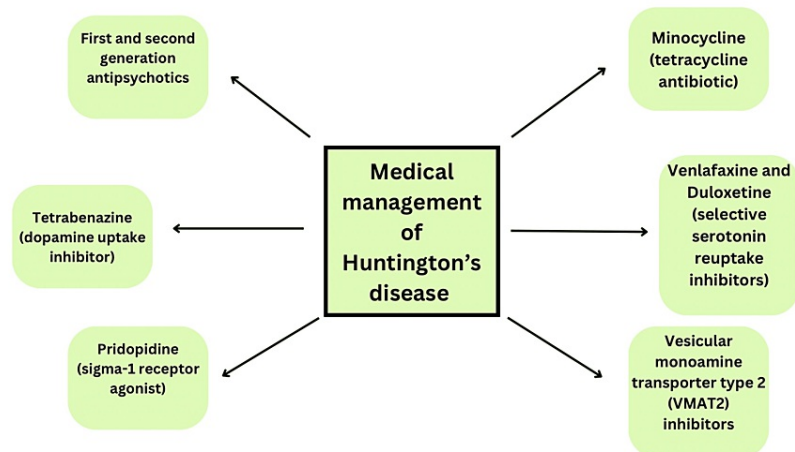 First and second
generation
antipsychotics
Minocycline
(tetracycline
antibiotic)
Medical
management
of
Huntington's
disease
Tetrabenazine
(dopamine uptake
inhibitor)
Venlafaxine and
Duloxetine
(selective
serotonin
reuptake
inhibitors)
Pridopidine
(sigma-1 receptor
agonist)
Vesicular
monoamine
transporter type 2
(VMAT2)
inhibitors